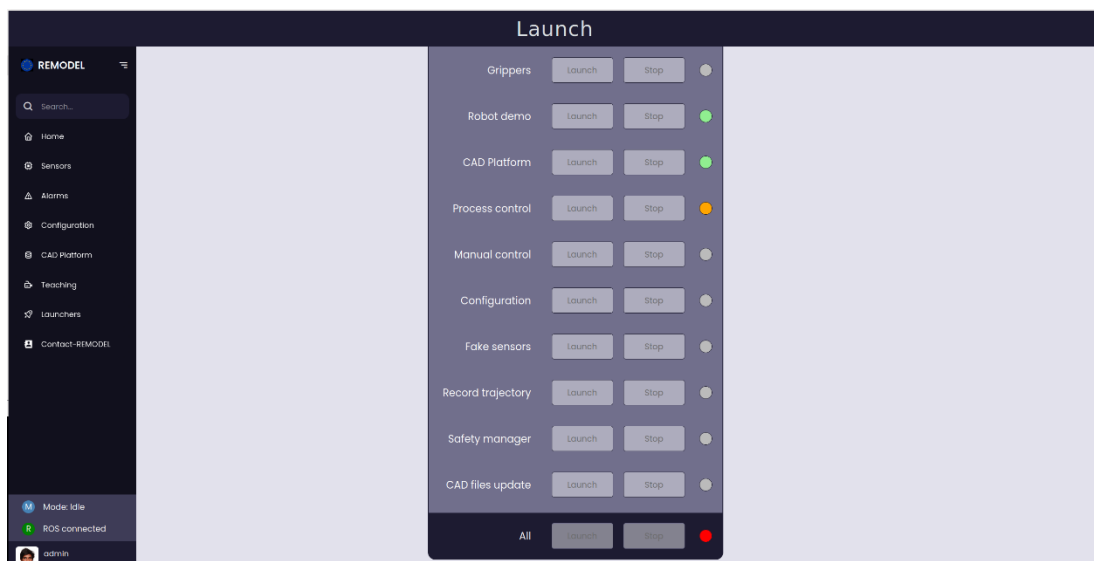 Launch
REMODEL
Search...
Home
Sensors
Alarms
Configuration
CAD Platform
Teaching
Launchers
Contact-REMODEL
M Mode: Idle
R ROS connected
admin
Grippers Launch Stop
Robot demo Launch Stop
CAD Platform Launch Stop
Process control Launch Stop
Manual control Launch Stop
Configuration Launch Stop
Fake sensors Launch Stop
Record trajectory Launch Stop
Safety manager Launch Stop
CAD files update Launch Stop
All Launch Stop